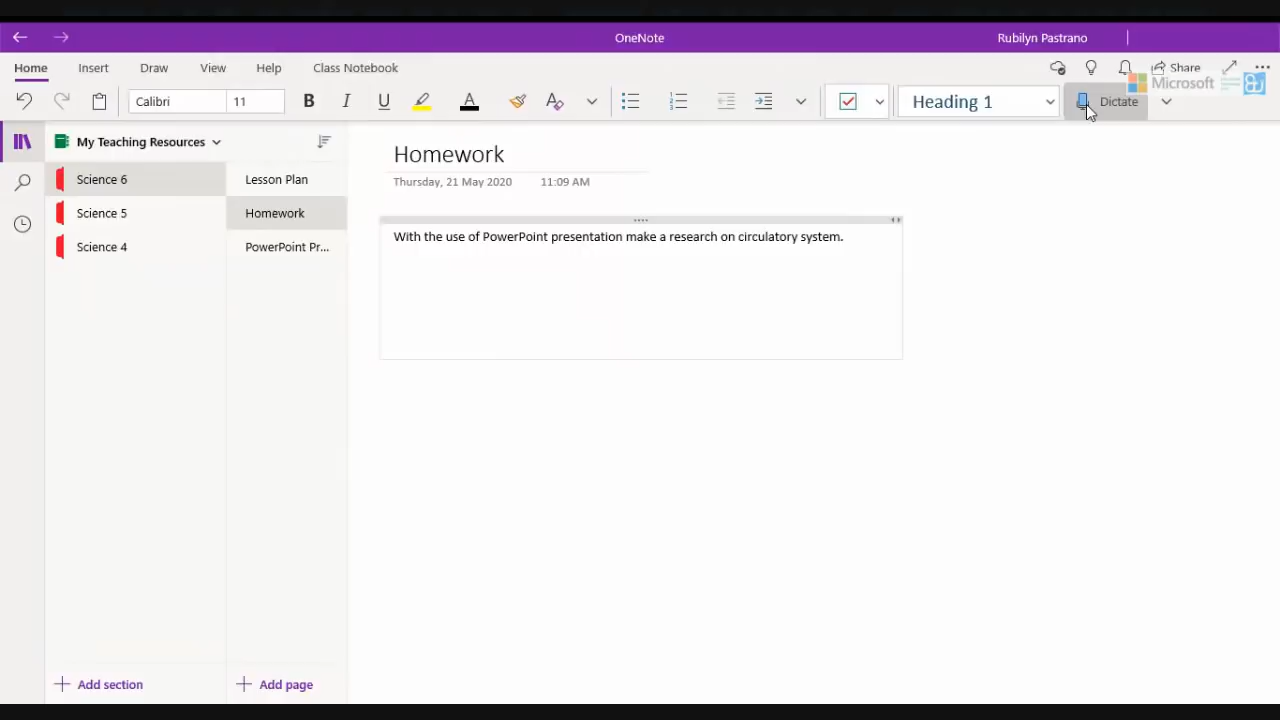 OneNote
Rubilyn Pastrano
Home Insert Draw View Help Class Notebook Share
Microsoft
Calibri 11 B I U A Heading 1 Dictate
My Teaching Resources
Homework
Science 6
Science 5
Science 4
Lesson Plan
Homework
PowerPoint Pr...
Thursday, 21 May 2020 11:09 AM
With the use of PowerPoint presentation make a research on circulatory system.
Add section
Add page